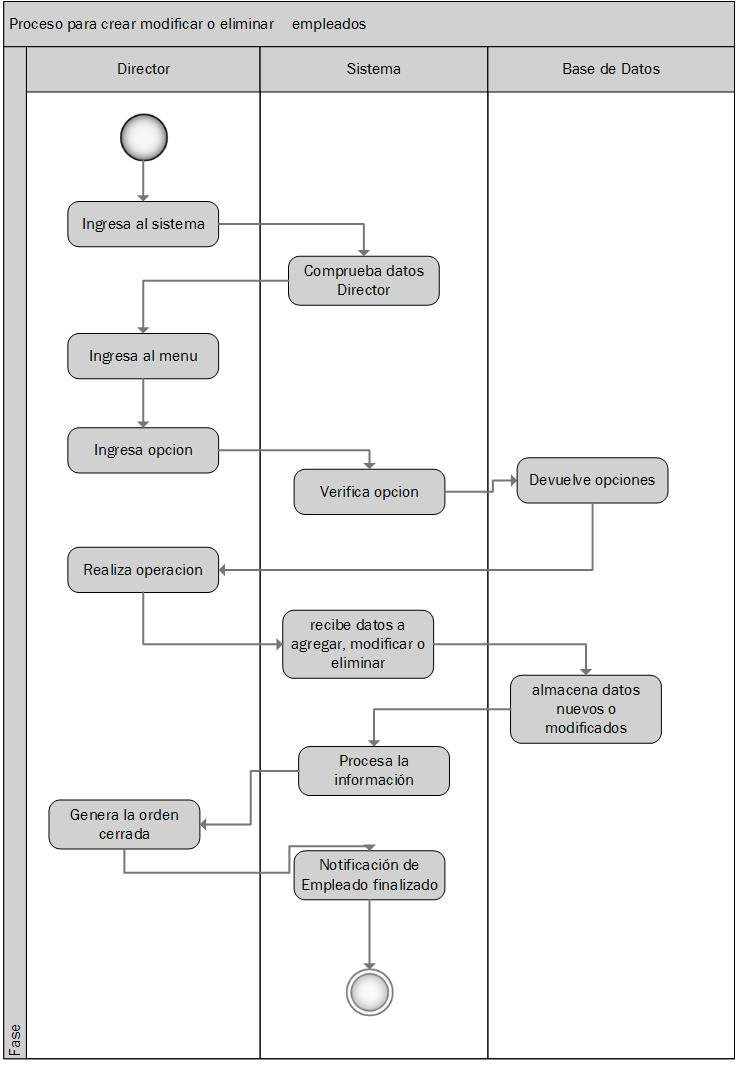 Proceso para crear modificar o eliminar    empleados
Director
Sistema
Base de Datos
Ingresa al sistema
Comprueba datos
Director
Ingresa al menu
Ingresa opcion
Verifica opcion
Devuelve opciones
Realiza operacion
recibe datos a
agregar, modificar o
eliminar
almacena datos
nuevos o
modificados
Procesa la
información
Genera la orden
cerrada
Notificación de
Empleado finalizado
Fase